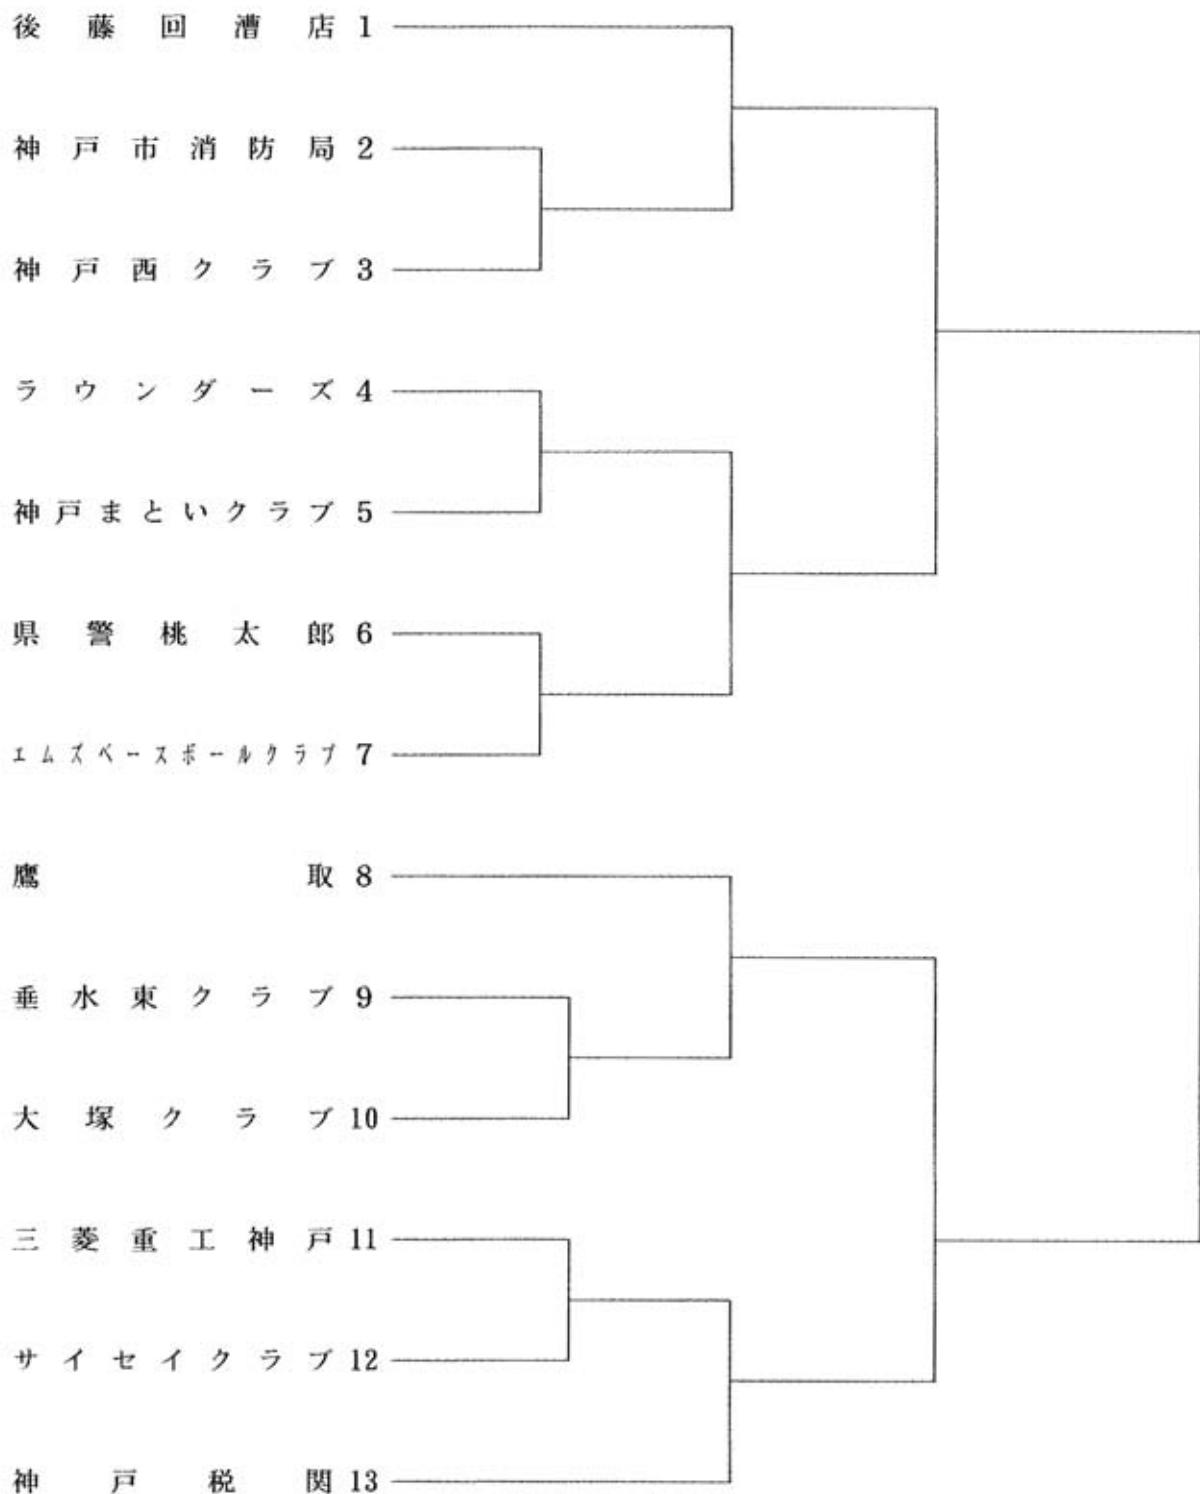 後藤回漕店 1
神戸市消防局 2
神戸西クラブ 3
ラウンダーズ 4
神戸まといクラブ 5
県警桃太郎 6
エムズベースボールクラブ 7
鷹取 8
垂水東クラブ 9
大塚クラブ 10
三菱重工神戸 11
サイセイクラブ 12
神戸税関 13